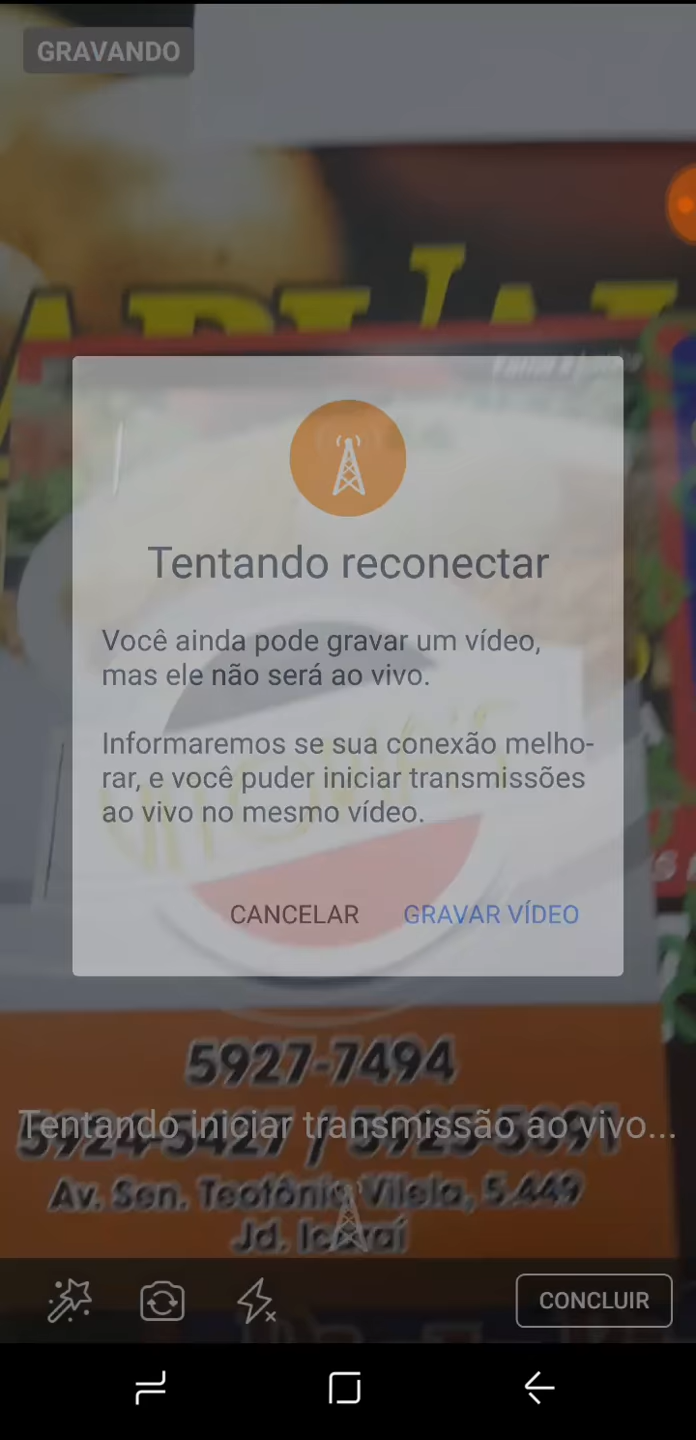 GRAVANDO
Tentando reconectar
Você ainda pode gravar um vídeo,
mas ele não será ao vivo.
Informaremos se sua conexão melho-
rar, e você puder iniciar transmissões
ao vivo no mesmo vídeo.
CANCELAR GRAVAR VÍDEO
5927-7494
Tentando iniciar transmissão ao vivo...
5924-5427 /
Av. Sen. Teotônio Vilela, 5.449
Jd. Icaraí
CONCLUIR